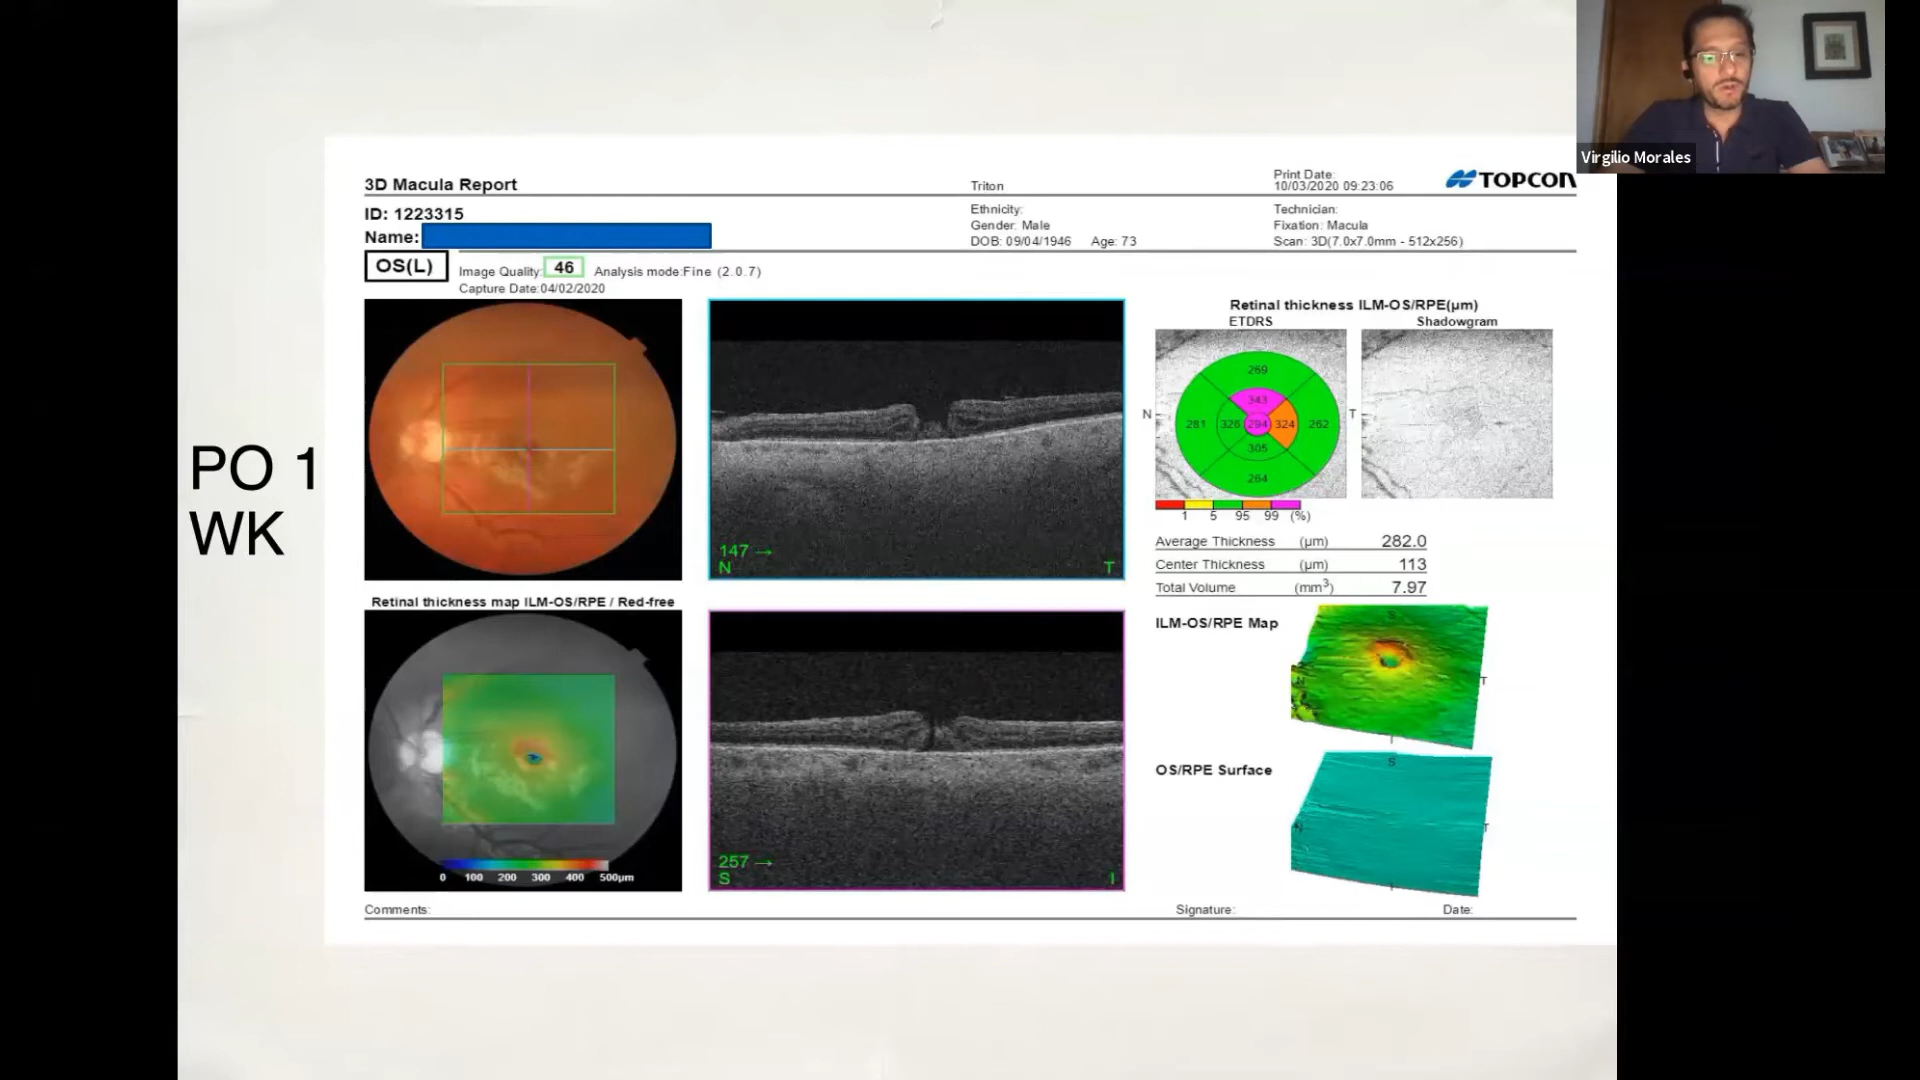 Virgilio Morales
PO 1
WK
3D Macula Report
Triton
Print Date:
10/03/2020 09:23:06
TOPCON
ID: 1223315
Name:
Ethnicity:
Gender: Male
DOB: 09/04/1946 Age: 73
Technician:
Fixation: Macula
Scan: 3D(7.0x7.0mm - 512x256)
OS(L)
Image Quality: 46 Analysis mode:Fine (2.0.7)
Capture Date:04/02/2020
147 →
N T
Retinal thickness ILM-OS/RPE(µm)
ETDRS
Shadowgram
269
343
N 281 326 294 324 262 T
305
264
1 5 95 99 (%)
Average Thickness (µm) 282.0
Center Thickness (µm) 113
Total Volume (mm3) 7.97
Retinal thickness map ILM-OS/RPE / Red-free
0 100 200 300 400 500µm
257 →
S I
ILM-OS/RPE Map
S
N T
I
OS/RPE Surface
S
N T
I
Comments:
Signature:
Date: